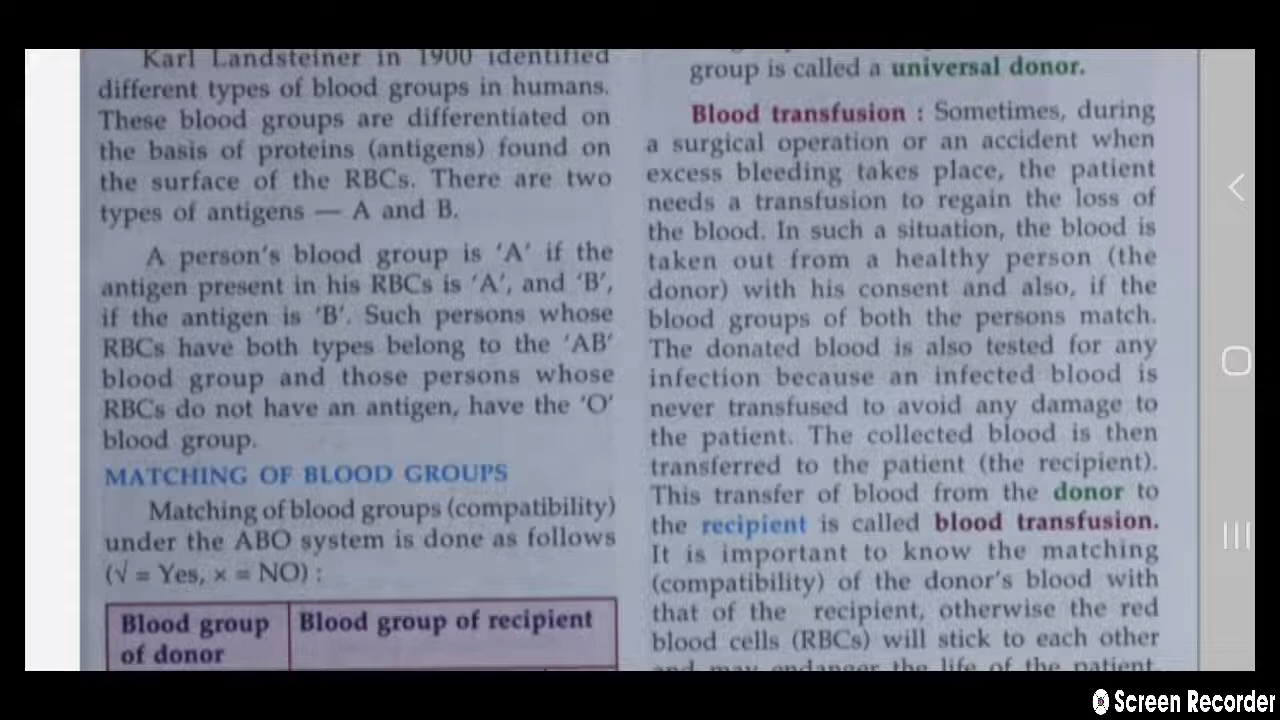 Karl Landsteiner in 1900 identified
different types of blood groups in humans.
These blood groups are differentiated on
the basis of proteins (antigens) found on
the surface of the RBCs. There are two
types of antigens — A and B.
A person's blood group is 'A' if the
antigen present in his RBCs is 'A', and 'B',
if the antigen is 'B'. Such persons whose
RBCs have both types belong to the 'AB'
blood group and those persons whose
RBCs do not have an antigen, have the 'O'
blood group.
MATCHING OF BLOOD GROUPS
Matching of blood groups (compatibility)
under the ABO system is done as follows
(√ = Yes, × = NO) :
Blood group
of donor
Blood group of recipient
group is called a universal donor.
Blood transfusion : Sometimes, during
a surgical operation or an accident when
excess bleeding takes place, the patient
needs a transfusion to regain the loss of
the blood. In such a situation, the blood is
taken out from a healthy person (the
donor) with his consent and also, if the
blood groups of both the persons match.
The donated blood is also tested for any
infection because an infected blood is
never transfused to avoid any damage to
the patient. The collected blood is then
transferred to the patient (the recipient).
This transfer of blood from the donor to
the recipient is called blood transfusion.
It is important to know the matching
(compatibility) of the donor's blood with
that of the recipient, otherwise the red
blood cells (RBCs) will stick to each other
and may endanger the life of the patient.
Screen Recorder